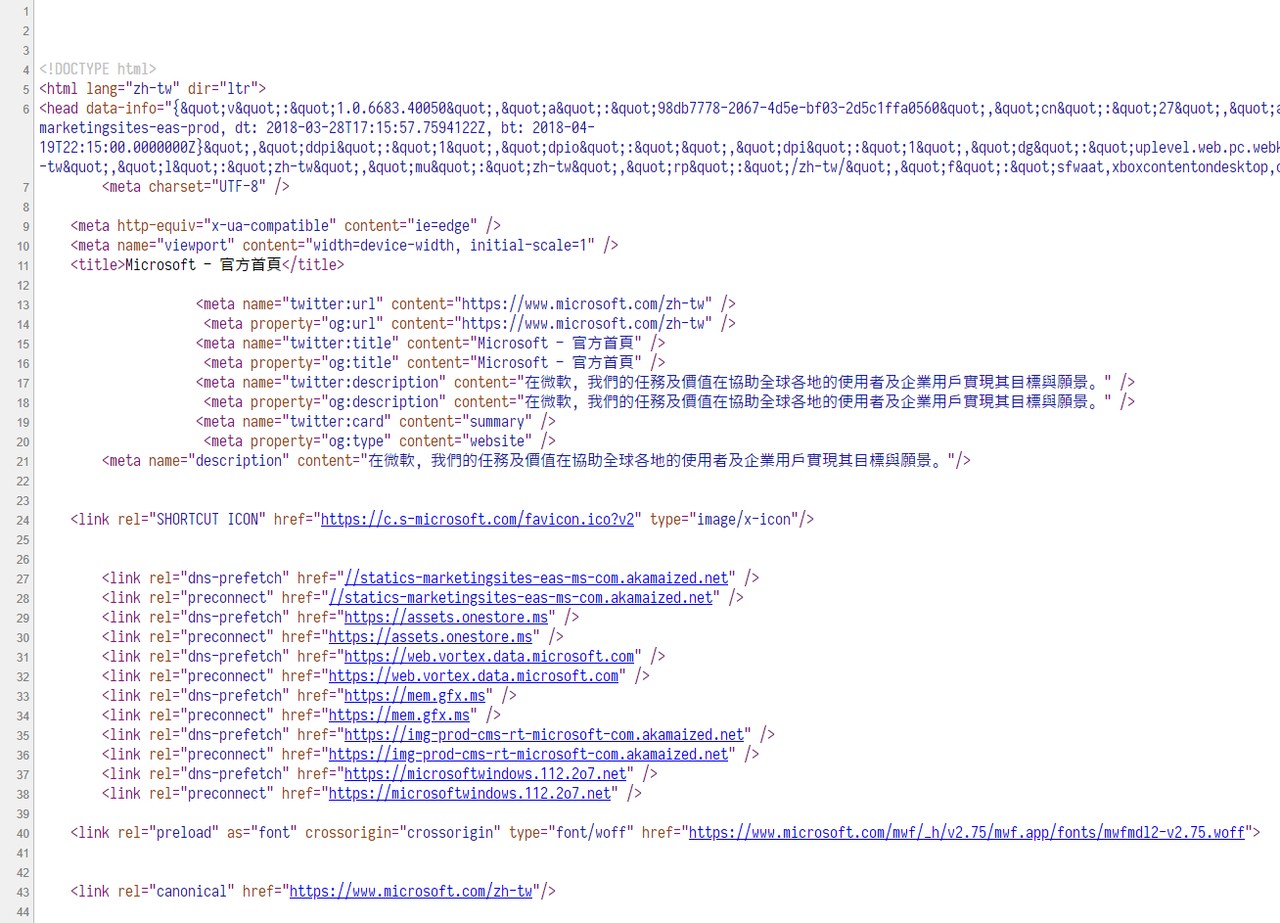 1
2
3
4 <!DOCTYPE html>
5 <html lang="zh-tw" dir="ltr">
6 <head data-info="{&quot;v&quot;:&quot;1.0.6683.40050&quot;,&quot;a&quot;:&quot;98db7778-2067-4d5e-bf03-2d5c1ffa0560&quot;,&quot;cn&quot;:&quot;27&quot;,&quot;a
marketingsites-eas-prod, dt: 2018-03-28T17:15:57.7594122Z, bt: 2018-04-
19T22:15:00.0000000Z}&quot;,&quot;ddpi&quot;:&quot;1&quot;,&quot;dpio&quot;:&quot;&quot;,&quot;dpi&quot;:&quot;1&quot;,&quot;dg&quot;:&quot;uplevel.web.pc.webk
-tw&quot;,&quot;l&quot;:&quot;zh-tw&quot;,&quot;mu&quot;:&quot;zh-tw&quot;,&quot;rp&quot;:&quot;/zh-tw/&quot;,&quot;f&quot;:&quot;sfwaat,xboxcontentondesktop,c
7 <meta charset="UTF-8" />
8
9 <meta http-equiv="x-ua-compatible" content="ie=edge" />
10 <meta name="viewport" content="width=device-width, initial-scale=1" />
11 <title>Microsoft - 官方首頁</title>
12
13 <meta name="twitter:url" content="https://www.microsoft.com/zh-tw" />
14 <meta property="og:url" content="https://www.microsoft.com/zh-tw" />
15 <meta name="twitter:title" content="Microsoft - 官方首頁" />
16 <meta property="og:title" content="Microsoft - 官方首頁" />
17 <meta name="twitter:description" content="在微軟, 我們的任務及價值在協助全球各地的使用者及企業用戶實現其目標與願景。" />
18 <meta property="og:description" content="在微軟, 我們的任務及價值在協助全球各地的使用者及企業用戶實現其目標與願景。" />
19 <meta name="twitter:card" content="summary" />
20 <meta property="og:type" content="website" />
21 <meta name="description" content="在微軟, 我們的任務及價值在協助全球各地的使用者及企業用戶實現其目標與願景。"/>
22
23
24 <link rel="SHORTCUT ICON" href="https://c.s-microsoft.com/favicon.ico?v2" type="image/x-icon"/>
25
26
27 <link rel="dns-prefetch" href="//statics-marketingsites-eas-ms-com.akamaized.net" />
28 <link rel="preconnect" href="//statics-marketingsites-eas-ms-com.akamaized.net" />
29 <link rel="dns-prefetch" href="https://assets.onestore.ms" />
30 <link rel="preconnect" href="https://assets.onestore.ms" />
31 <link rel="dns-prefetch" href="https://web.vortex.data.microsoft.com" />
32 <link rel="preconnect" href="https://web.vortex.data.microsoft.com" />
33 <link rel="dns-prefetch" href="https://mem.gfx.ms" />
34 <link rel="preconnect" href="https://mem.gfx.ms" />
35 <link rel="dns-prefetch" href="https://img-prod-cms-rt-microsoft-com.akamaized.net" />
36 <link rel="preconnect" href="https://img-prod-cms-rt-microsoft-com.akamaized.net" />
37 <link rel="dns-prefetch" href="https://microsoftwindows.112.2o7.net" />
38 <link rel="preconnect" href="https://microsoftwindows.112.2o7.net" />
39
40 <link rel="preload" as="font" crossorigin="crossorigin" type="font/woff" href="https://www.microsoft.com/mwf/_h/v2.75/mwf.app/fonts/mwfmdl2-v2.75.woff">
41
42
43 <link rel="canonical" href="https://www.microsoft.com/zh-tw"/>
44